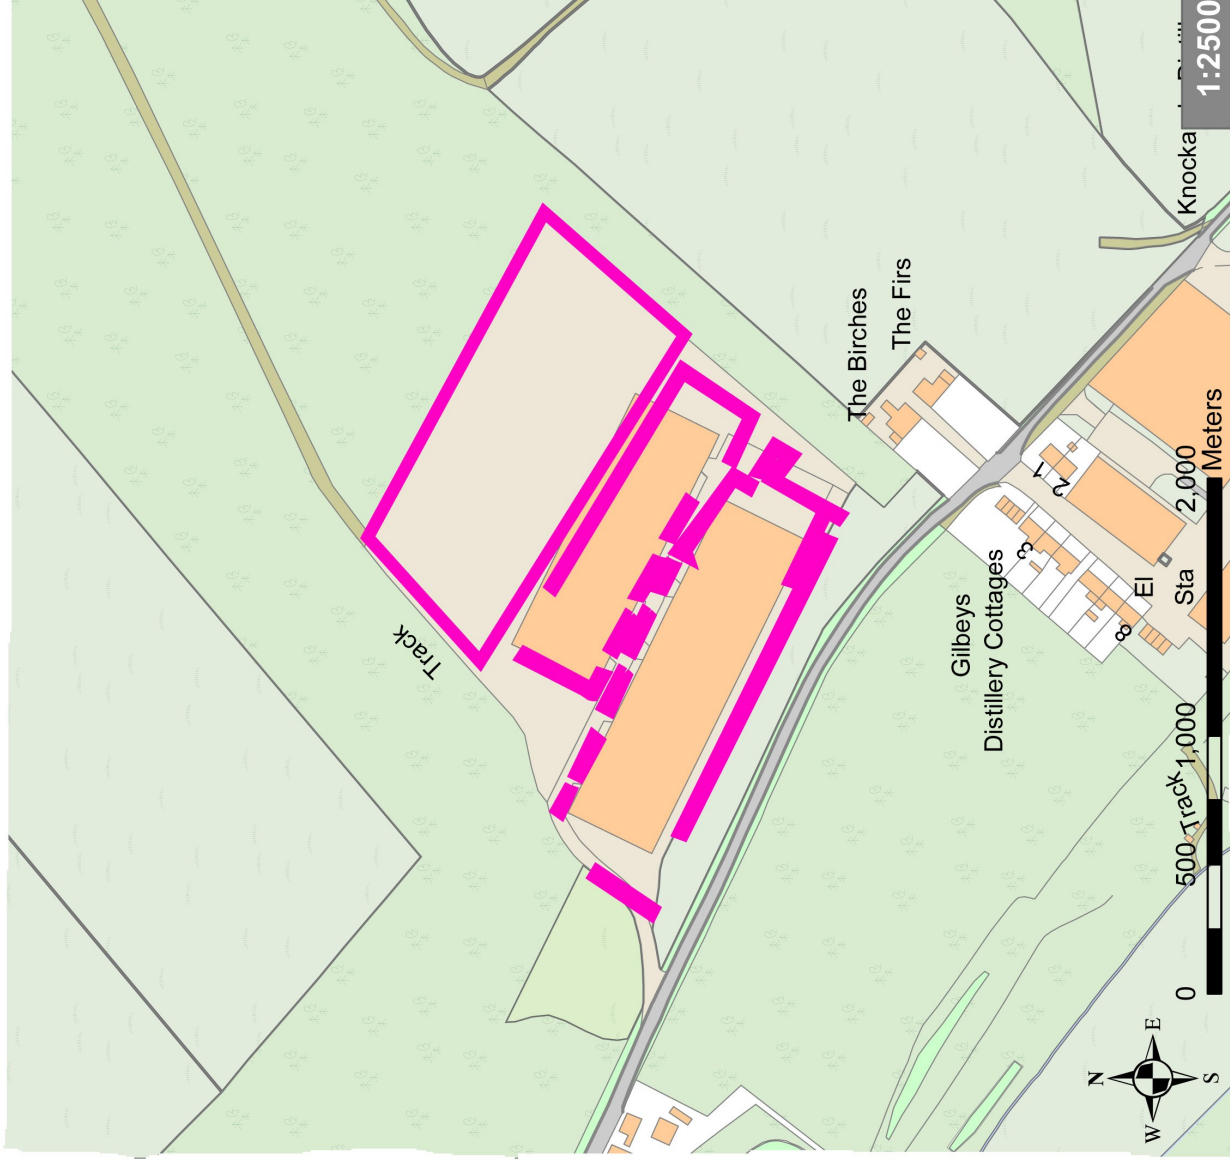 Track
The Birches
The Firs
Knocka
1:2500
Gilbeys
Distillery Cottages
1
2
3
8
El
Sta
Track
0
500
1,000
2,000
Meters
N
E
S
W